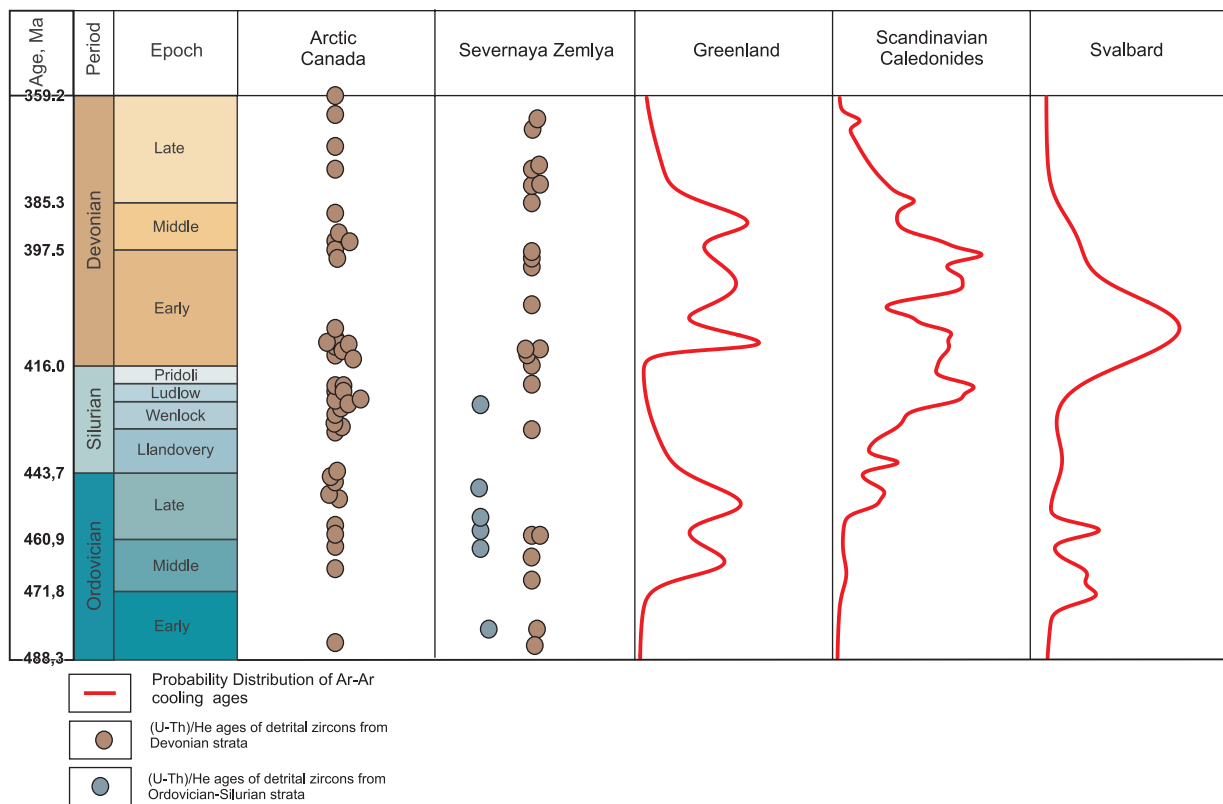 Age, Ma
Period
Epoch
Arctic
Canada
Severnaya Zemlya
Greenland
Scandinavian
Caledonides
Svalbard
359.2
Devonian
Late
385.3
Middle
397.5
Early
416.0
Silurian
Pridoli
Ludlow
Wenlock
Llandovery
443,7
Ordovician
Late
460,9
Middle
471,8
Early
488,3
Probability Distribution of Ar-Ar
cooling ages
(U-Th)/He ages of detrital zircons from
Devonian strata
(U-Th)/He ages of detrital zircons from
Ordovician-Silurian strata